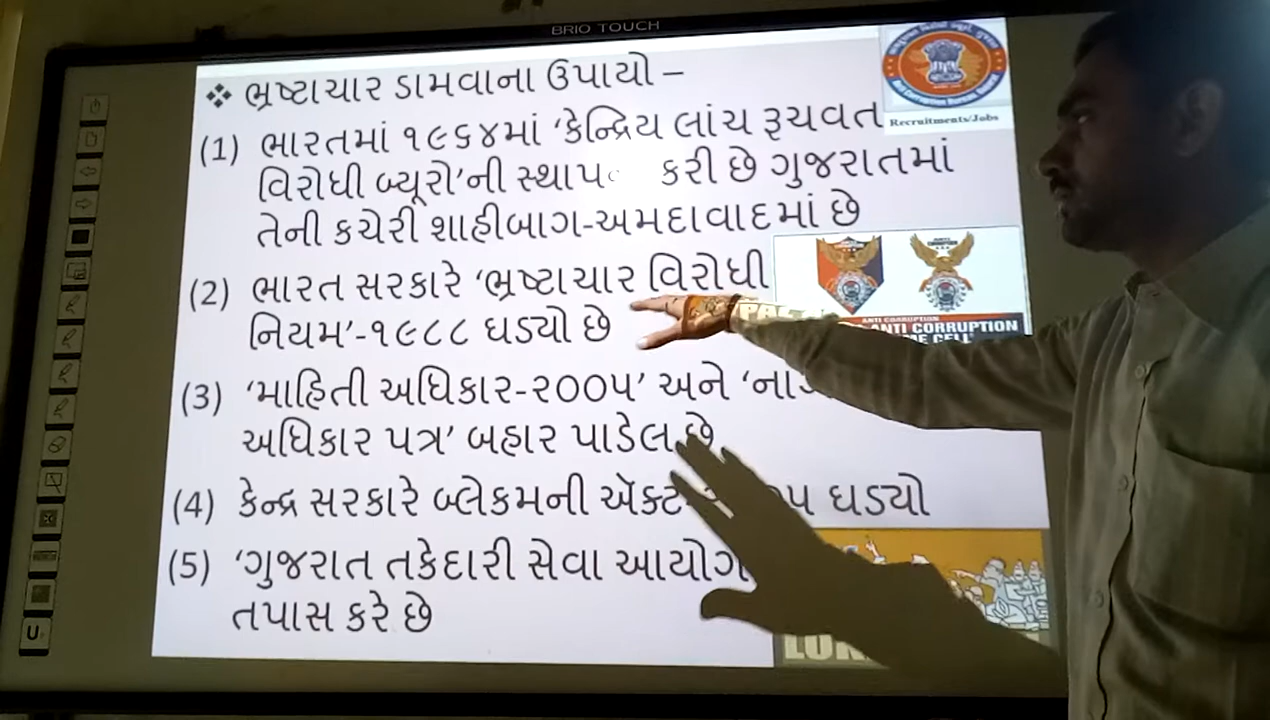 BRIO TOUCH
❖ ભ્રષ્ટાચાર ડામવાના ઉપાયો –
(1) ભારતમાં ૧૯૬૪માં ‘કેન્દ્રિય લાંચ રૂચવત
વિરોધી બ્યૂરો’ની કરી છે ગુજરાતમાં
તેની કચેરી શાહીબાગ-અમદાવાદમાં છે
Recruitments/Jobs
(2) ભારત સરકારે ‘ભ્રષ્ટાચાર વિરોધી
નિયમ’-૧૯૮૮ ઘડ્યો છે
ANTI CORRUPTION
ANTI CORRUPTION
(3) ‘માહિતી અધિકાર-૨૦૦૫’ અને
અધિકાર પત્ર’ બહાર પાડેલ છે
(4) કેન્દ્ર સરકારે બ્લેકમની ઍક્ટ ઘડ્યો
(5) ‘ગુજરાત તકેદારી સેવા આયોગ
તપાસ કરે છે